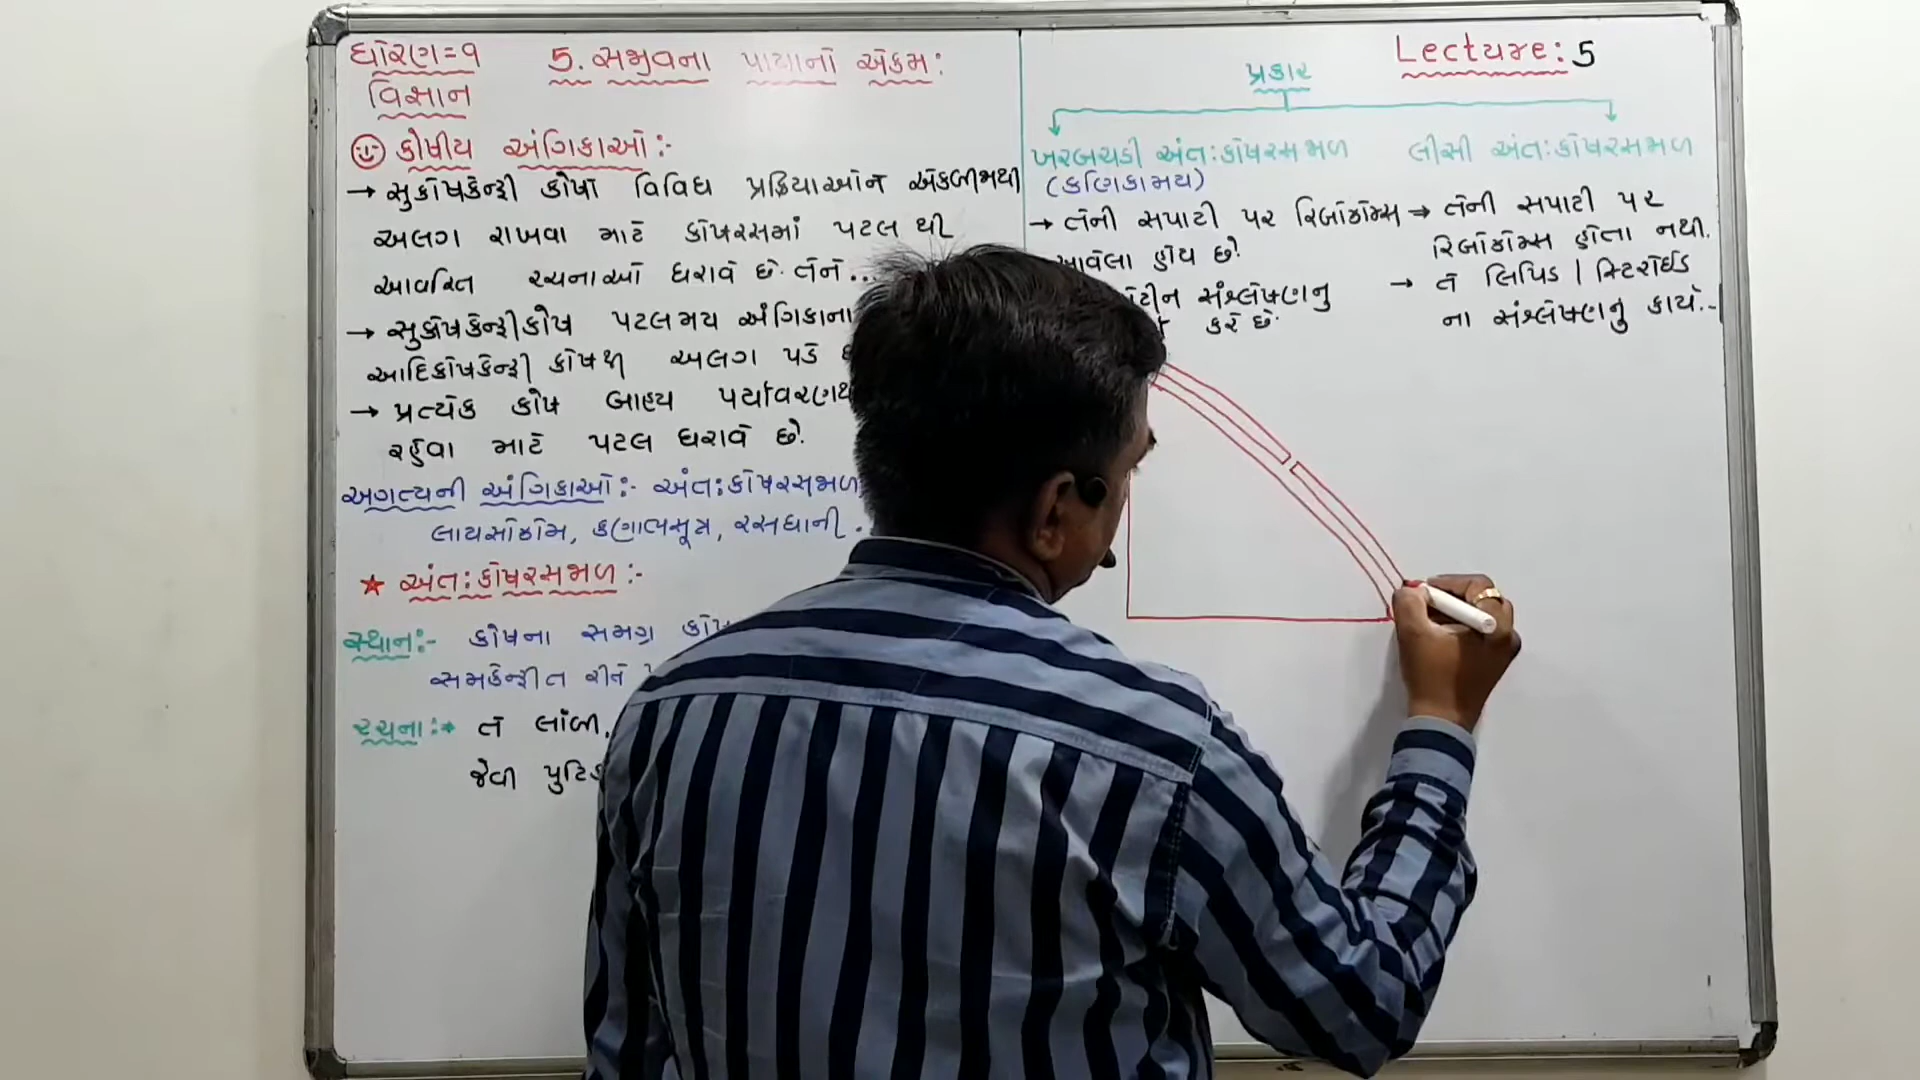 ધોરણ=૧
વિજ્ઞાન
5. સજીવના પાયાનો એકમ:
Lecture: 5
કોષીય અંગિકાઓ:-
→ સુકોષકેન્દ્રી કોષો વિવિધ પ્રક્રિયાઓને એકબીજાથી
અલગ રાખવા માટે કોષરસમાં પટલ થી
આવરિત રચનાઓ ધરાવે છે. તેને...
→ સુકોષકેન્દ્રીકોષ પટલમય અંગિકાના
આદિકોષકેન્દ્રી કોષથી અલગ પડે
→ પ્રત્યેક કોષ બાહ્ય
રહેવા માટે પટલ ધરાવે છે.
અગત્યની અંગિકાઓ:- અંત:કોષરસજાળ
લાયસોઝોમ, કણાભસૂત્ર, રસધાની.
★ અંત:કોષરસજાળ:-
સ્થાન:- કોષના સમગ્ર
સમકેન્દ્રીત રીતે
રચના:→ તે લાંબી,
જેવી
પ્રકાર
ખરબચડી અંત:કોષરસજાળ
(કણિકામય)
→ તેની સપાટી પર રિબોઝોમ્સ
આવેલા હોય છે.
સંશ્લેષણનુ
કરે છે.
લીસી અંત:કોષરસજાળ
→ તેની સપાટી પર
રિબોઝોમ્સ હોતા નથી.
→ તે લિપિડ / સ્ટિરોઈડ
ના સંશ્લેષણનું કાર્ય..-